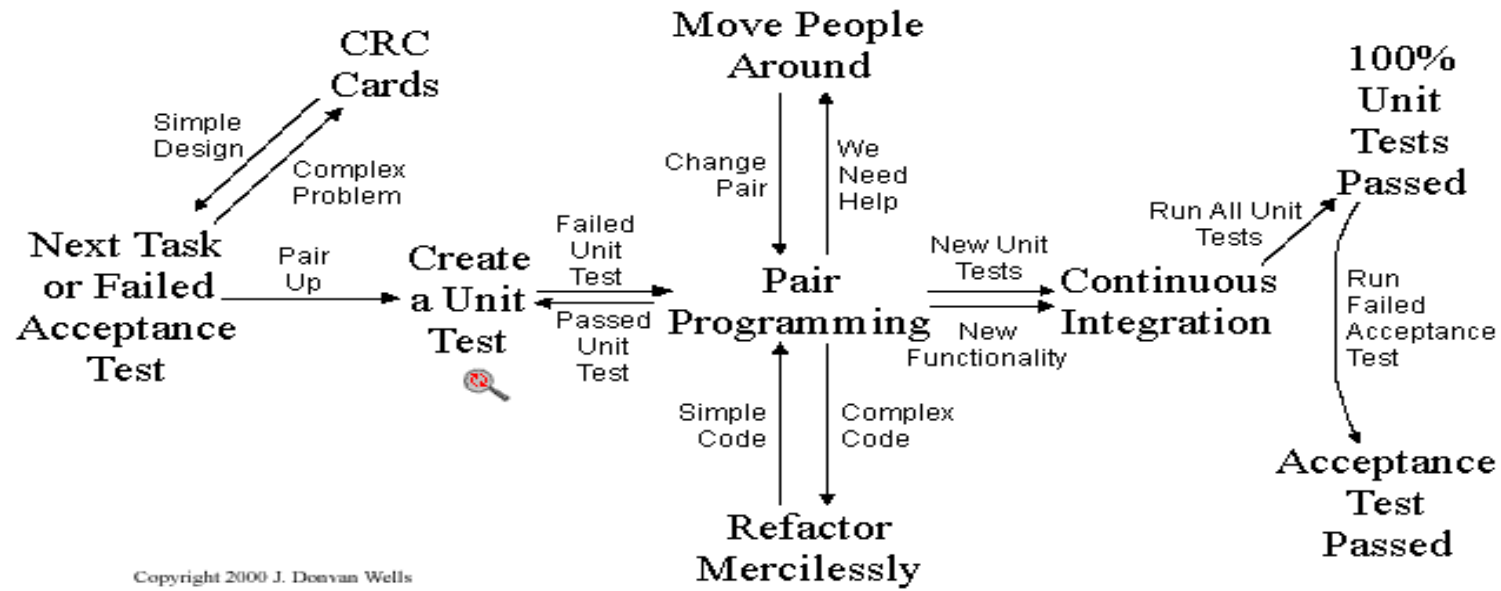 CRC
Cards
Simple
Design
Complex
Problem
Next Task
or Failed
Acceptance
Test
Pair
Up
Create
a Unit
Test
Failed
Unit
Test
Passed
Unit
Test
Move People
Around
Change
Pair
We
Need
Help
Pair
Programming
Simple
Code
Complex
Code
Refactor
Mercilessly
New Unit
Tests
New
Functionality
Continuous
Integration
Run All Unit
Tests
100%
Unit
Tests
Passed
Run
Failed
Acceptance
Test
Acceptance
Test
Passed
Copyright 2000 J. Donvan Wells